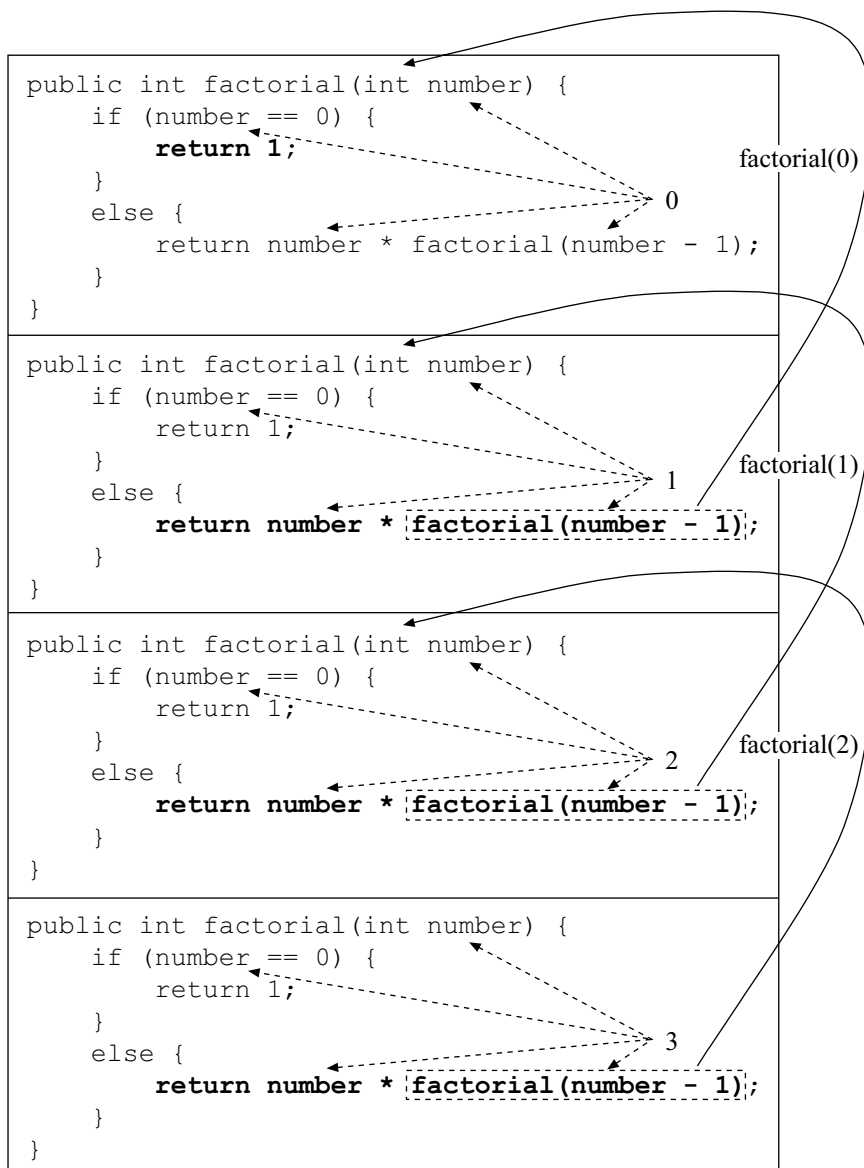 public int factorial(int number) {
    if (number == 0) {
        return 1;
    }
    else {
        return number * factorial(number - 1);
    }
}
0
factorial(0)
public int factorial(int number) {
    if (number == 0) {
        return 1;
    }
    else {
        return number * factorial(number - 1);
    }
}
1
factorial(1)
public int factorial(int number) {
    if (number == 0) {
        return 1;
    }
    else {
        return number * factorial(number - 1);
    }
}
2
factorial(2)
public int factorial(int number) {
    if (number == 0) {
        return 1;
    }
    else {
        return number * factorial(number - 1);
    }
}
3